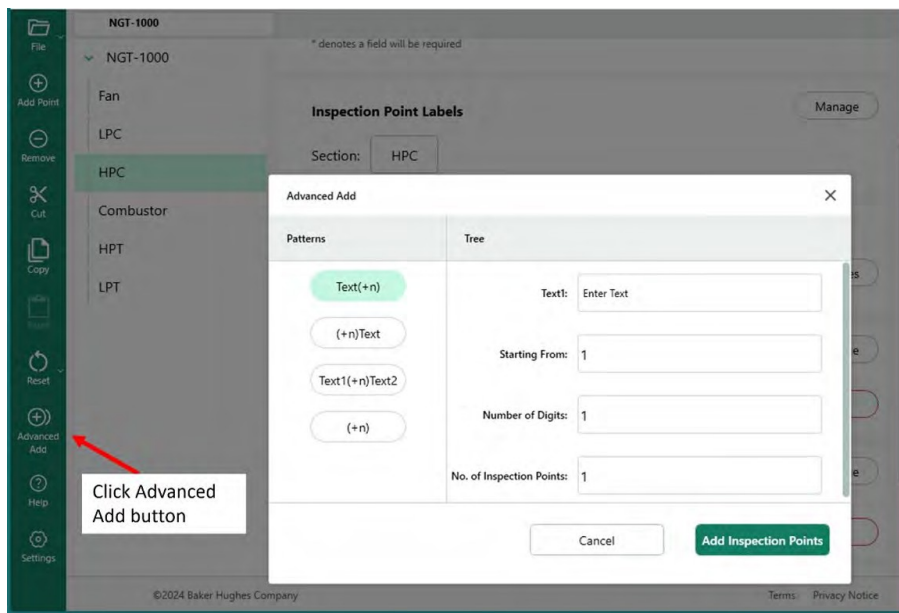 File
Add Point
Remove
Cut
Copy
Reset
Advanced
Add
Help
Settings
NGT-1000
NGT-1000
Fan
LPC
HPC
Combustor
HPT
LPT
* denotes a field will be required
Inspection Point Labels
Manage
Section: HPC
Advanced Add
Patterns
Tree
Text(+n)
(+n)Text
Text1(+n)Text2
(+n)
Text1: Enter Text
Starting From: 1
Number of Digits: 1
No. of Inspection Points: 1
Cancel
Add Inspection Points
Click Advanced
Add button
©2024 Baker Hughes Company
Terms
Privacy Notice